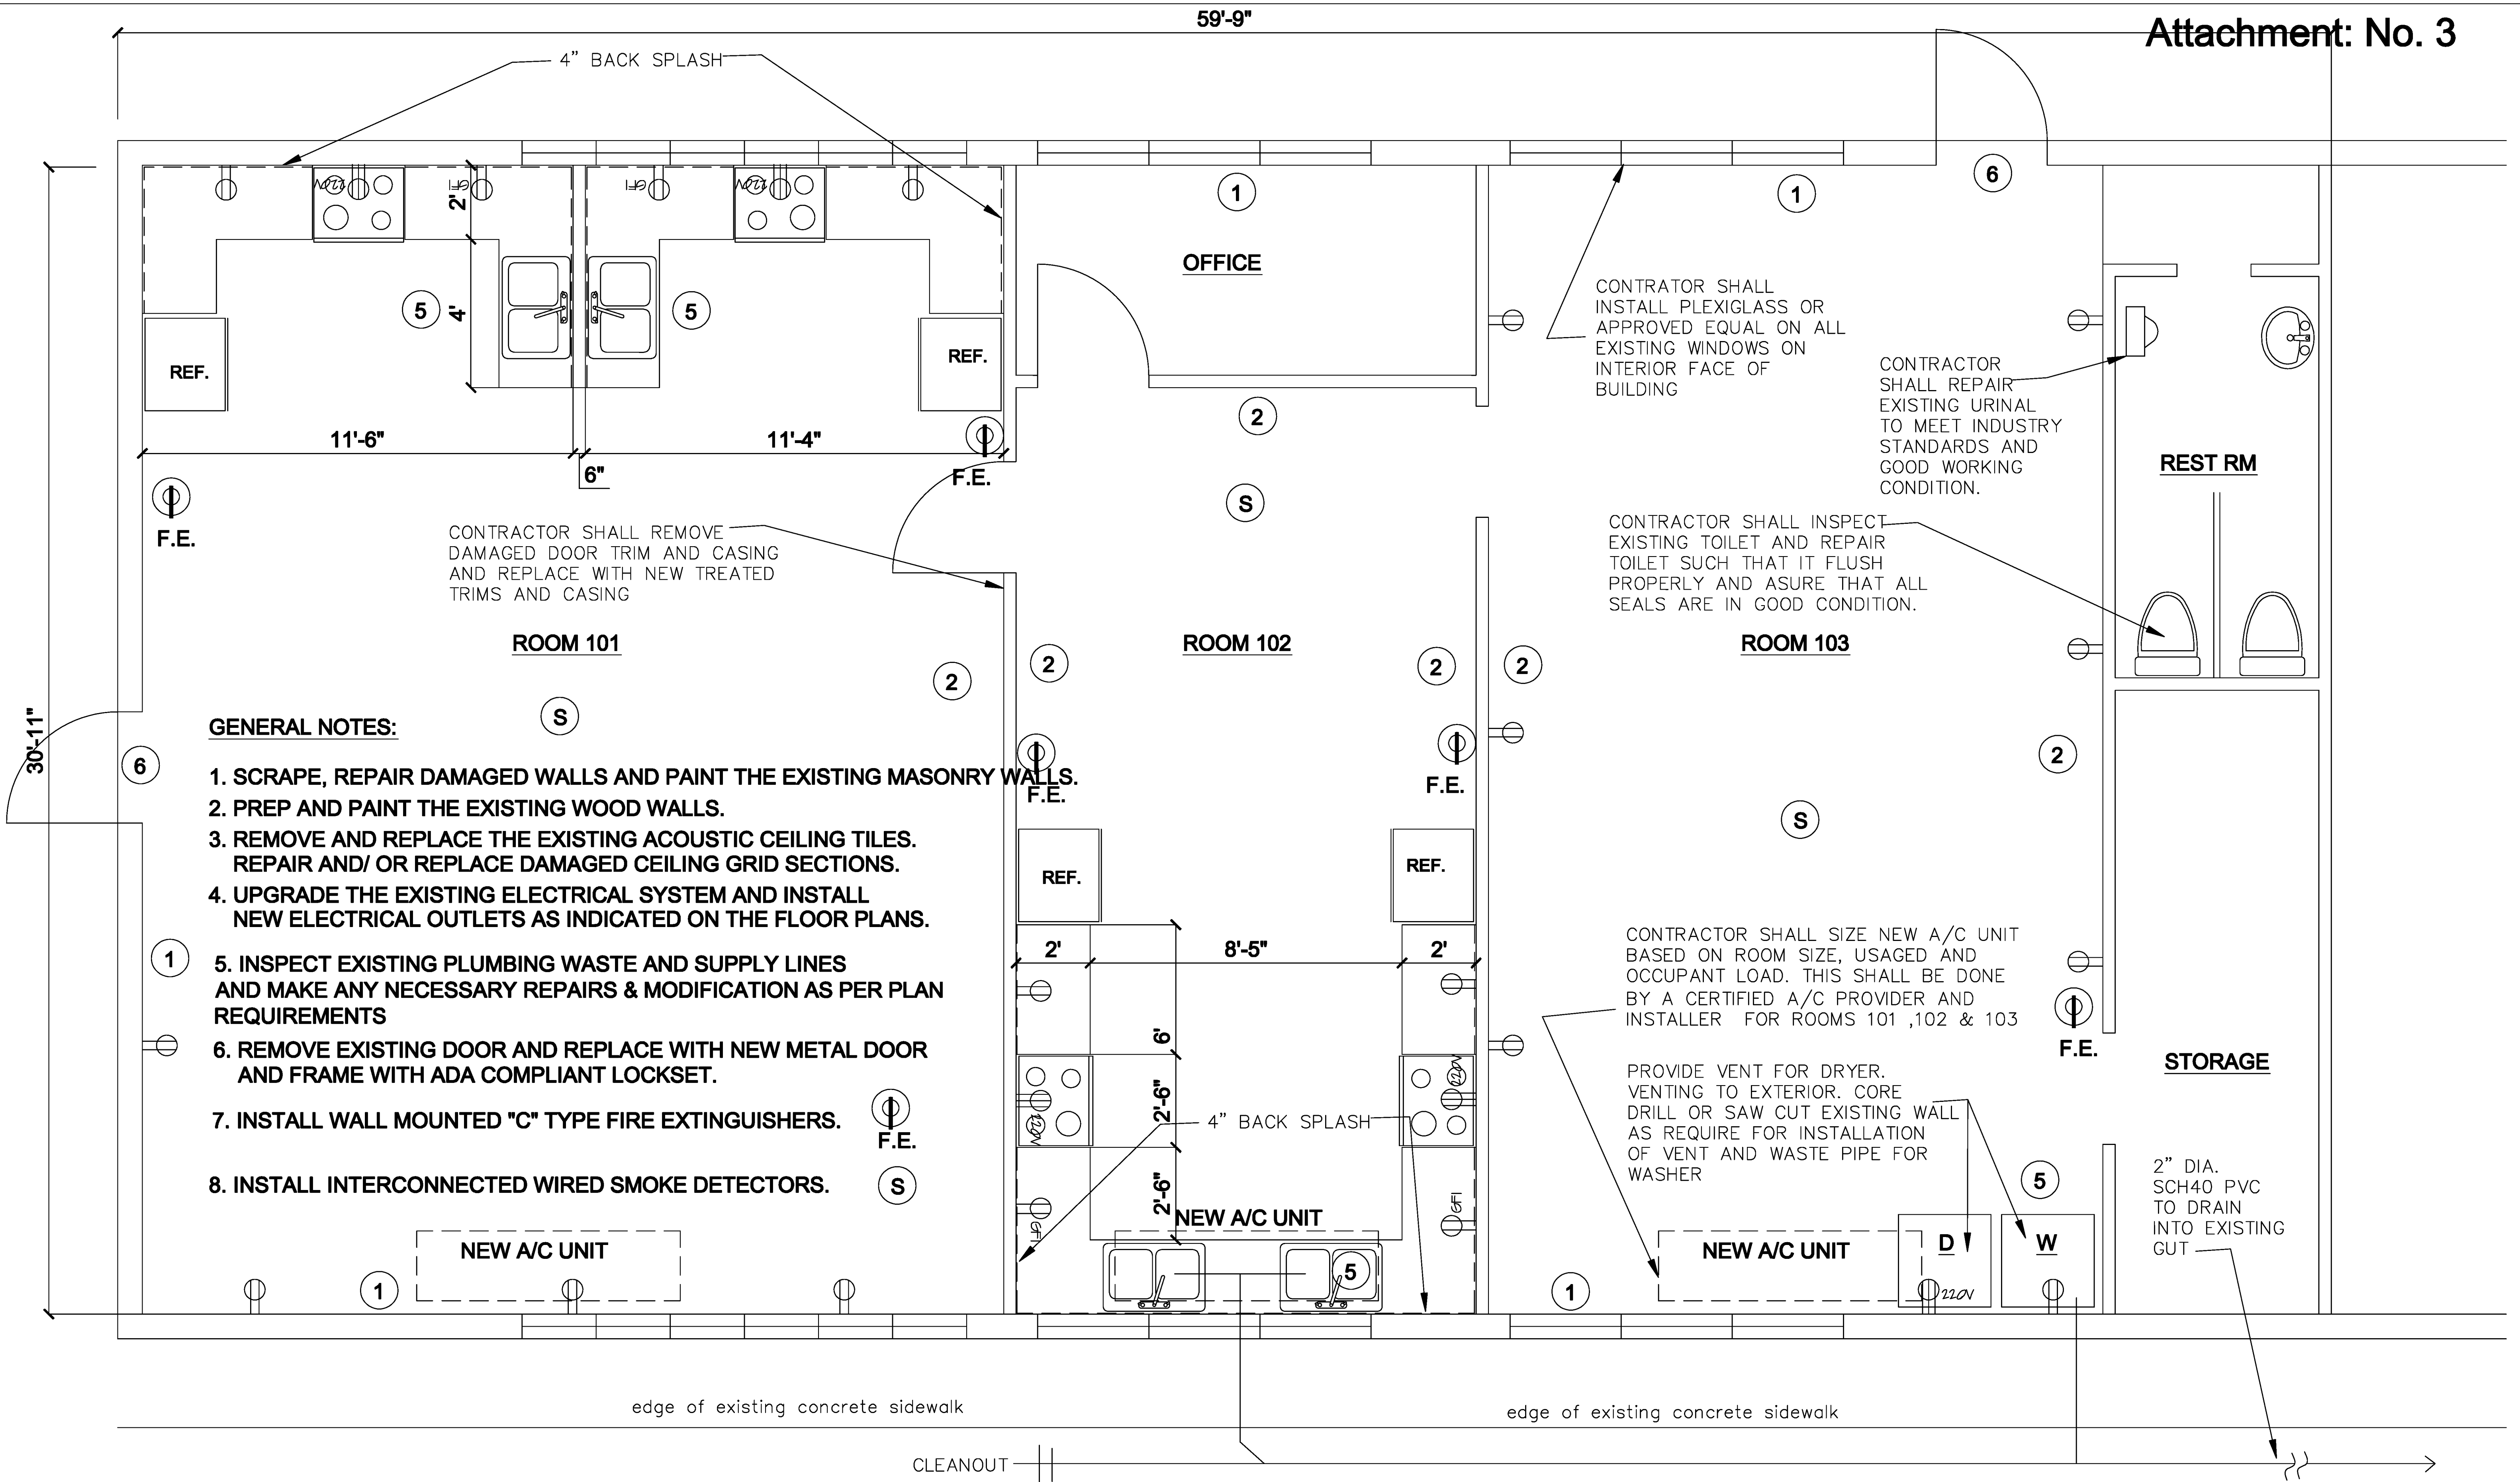 59'-9"
Attachment: No. 3
4” BACK SPLASH
220V
GFI
GFI
220V
2'
4'
5
5
REF.
REF.
11'-6"
11'-4"
6"
F.E.
F.E.
1
OFFICE
2
S
1
6
CONTRATOR SHALL
INSTALL PLEXIGLASS OR
APPROVED EQUAL ON ALL
EXISTING WINDOWS ON
INTERIOR FACE OF
BUILDING
CONTRACTOR
SHALL REPAIR
EXISTING URINAL
TO MEET INDUSTRY
STANDARDS AND
GOOD WORKING
CONDITION.
REST RM
CONTRACTOR SHALL REMOVE
DAMAGED DOOR TRIM AND CASING
AND REPLACE WITH NEW TREATED
TRIMS AND CASING
CONTRACTOR SHALL INSPECT
EXISTING TOILET AND REPAIR
TOILET SUCH THAT IT FLUSH
PROPERLY AND ASURE THAT ALL
SEALS ARE IN GOOD CONDITION.
ROOM 101
ROOM 102
ROOM 103
2
2
2
2
2
S
30'-11"
6
GENERAL NOTES:
1. SCRAPE, REPAIR DAMAGED WALLS AND PAINT THE EXISTING MASONRY WALLS.
2. PREP AND PAINT THE EXISTING WOOD WALLS.
3. REMOVE AND REPLACE THE EXISTING ACOUSTIC CEILING TILES.
REPAIR AND/ OR REPLACE DAMAGED CEILING GRID SECTIONS.
4. UPGRADE THE EXISTING ELECTRICAL SYSTEM AND INSTALL
NEW ELECTRICAL OUTLETS AS INDICATED ON THE FLOOR PLANS.
5. INSPECT EXISTING PLUMBING WASTE AND SUPPLY LINES
AND MAKE ANY NECESSARY REPAIRS & MODIFICATION AS PER PLAN
REQUIREMENTS
6. REMOVE EXISTING DOOR AND REPLACE WITH NEW METAL DOOR
AND FRAME WITH ADA COMPLIANT LOCKSET.
7. INSTALL WALL MOUNTED "C" TYPE FIRE EXTINGUISHERS.
F.E.
8. INSTALL INTERCONNECTED WIRED SMOKE DETECTORS.
S
1
NEW A/C UNIT
1
F.E.
F.E.
REF.
REF.
2'
8'-5"
2'
6'
2'-6"
2'-6"
220V
220V
4” BACK SPLASH
GFI
GFI
NEW A/C UNIT
5
S
CONTRACTOR SHALL SIZE NEW A/C UNIT
BASED ON ROOM SIZE, USAGED AND
OCCUPANT LOAD. THIS SHALL BE DONE
BY A CERTIFIED A/C PROVIDER AND
INSTALLER FOR ROOMS 101 ,102 & 103
F.E.
STORAGE
PROVIDE VENT FOR DRYER.
VENTING TO EXTERIOR. CORE
DRILL OR SAW CUT EXISTING WALL
AS REQUIRE FOR INSTALLATION
OF VENT AND WASTE PIPE FOR
WASHER
5
2” DIA.
SCH40 PVC
TO DRAIN
INTO EXISTING
GUT
NEW A/C UNIT
D
W
220V
1
edge of existing concrete sidewalk
edge of existing concrete sidewalk
CLEANOUT